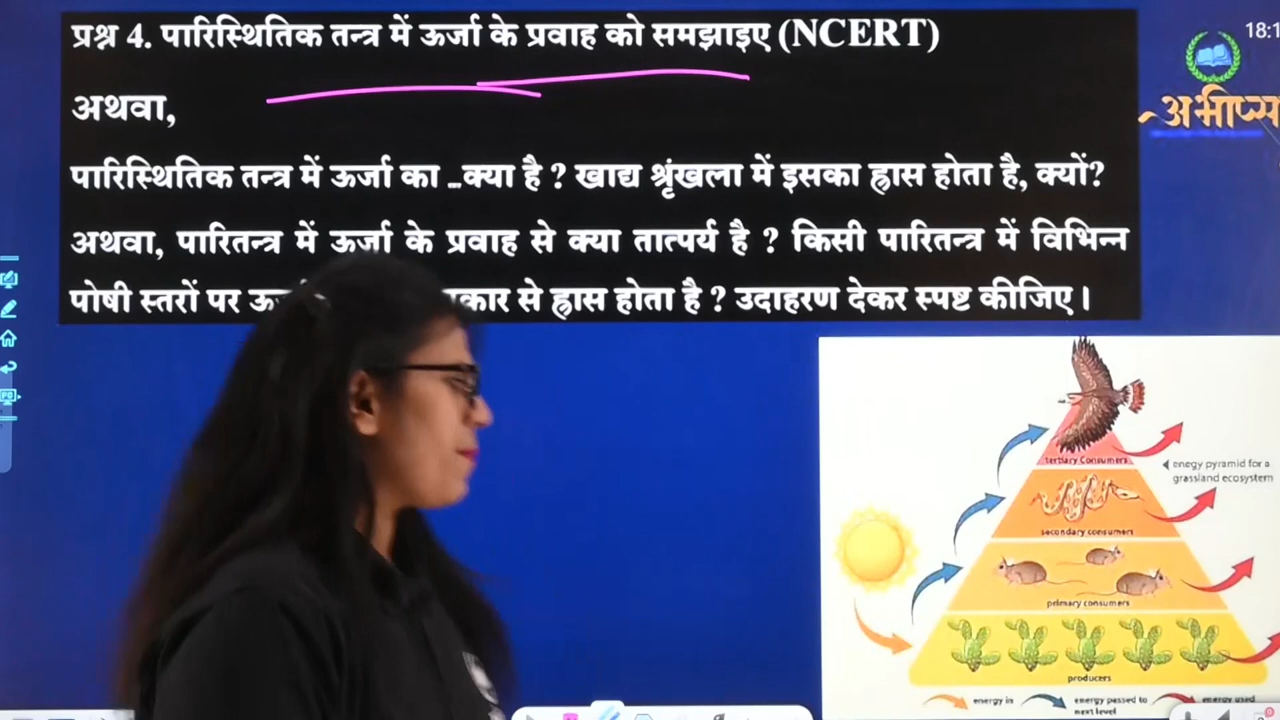 प्रश्न 4. पारिस्थितिक तन्त्र में ऊर्जा के प्रवाह को समझाइए (NCERT)
अथवा,
पारिस्थितिक तन्त्र में ऊर्जा का ..क्या है ? खाद्य श्रृंखला में इसका ह्रास होता है, क्यों?
अथवा, पारितन्त्र में ऊर्जा के प्रवाह से क्या तात्पर्य है ? किसी पारितन्त्र में विभिन्न
पोषी स्तरों पर से ह्रास होता है ? उदाहरण देकर स्पष्ट कीजिए।
18:1
tertiary Consumers
enegy pyramid for a
grassland ecosystem
secondary consumers
primary consumers
producers
energy in
energy passed to
next level
energy used